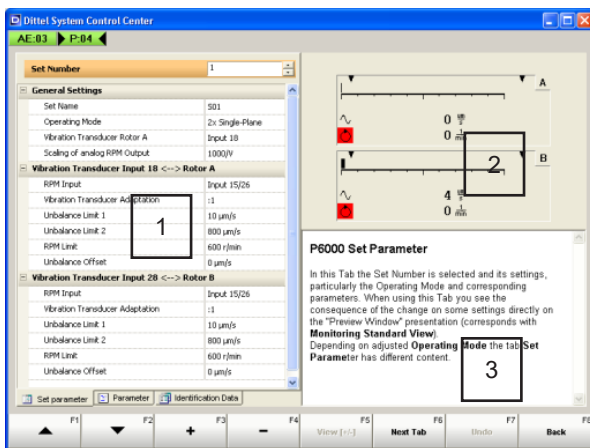 Dittel System Control Center
AE:03 P:04
Set Number 1
General Settings
Set Name S01
Operating Mode 2x Single-Plane
Vibration Transducer Rotor A Input 18
Scaling of analog RPM Output 1000/V
Vibration Transducer Input 18 <--> Rotor A
RPM Input Input 15/26
Vibration Transducer Adaptation :1
Unbalance Limit 1 10 µm/s
Unbalance Limit 2 800 µm/s
RPM Limit 600 r/min
Unbalance Offset 0 µm/s
Vibration Transducer Input 28 <--> Rotor B
RPM Input Input 15/26
Vibration Transducer Adaptation :1
Unbalance Limit 1 10 µm/s
Unbalance Limit 2 800 µm/s
RPM Limit 600 r/min
Unbalance Offset 0 µm/s
1
Set parameter Parameter Identification Data
A
0 µm/s
0 1/min
B
4 µm/s
0 1/min
2
P6000 Set Parameter
In this Tab the Set Number is selected and its settings,
particularly the Operating Mode and corresponding
parameters. When using this Tab you see the
consequence of the change on some settings directly on
the "Preview Window" presentation (corresponds with
Monitoring Standard View).
Depending on adjusted Operating Mode the tab Set
Parameter has different content.
3
F1 F2 F3 F4 F5 F6 F7 F8
+ - View [+/-] Next Tab Undo Back